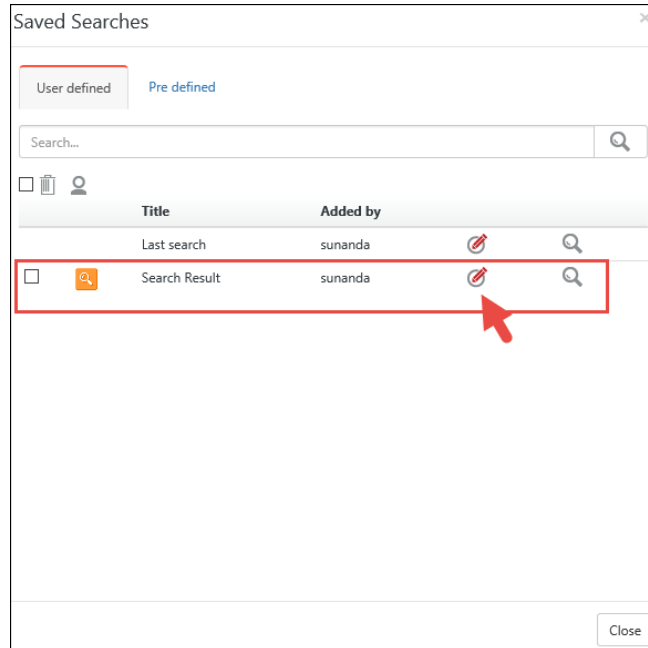 Saved Searches
User defined
Pre defined
Search...
Title Added by
Last search sunanda
Search Result sunanda
Close